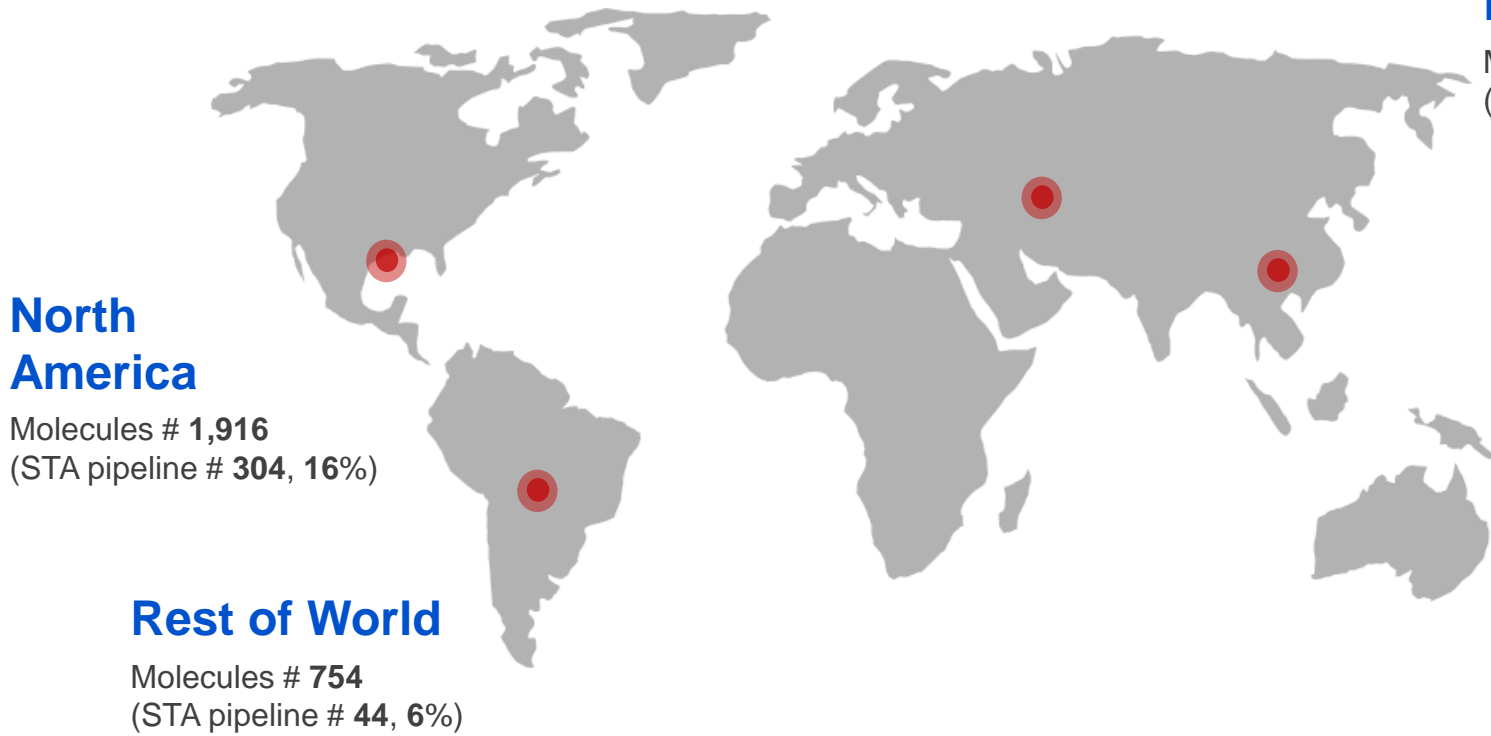 North
America
Molecules # 1,916
(STA pipeline # 304, 16%)
Rest of World
Molecules # 754
(STA pipeline # 44, 6%)